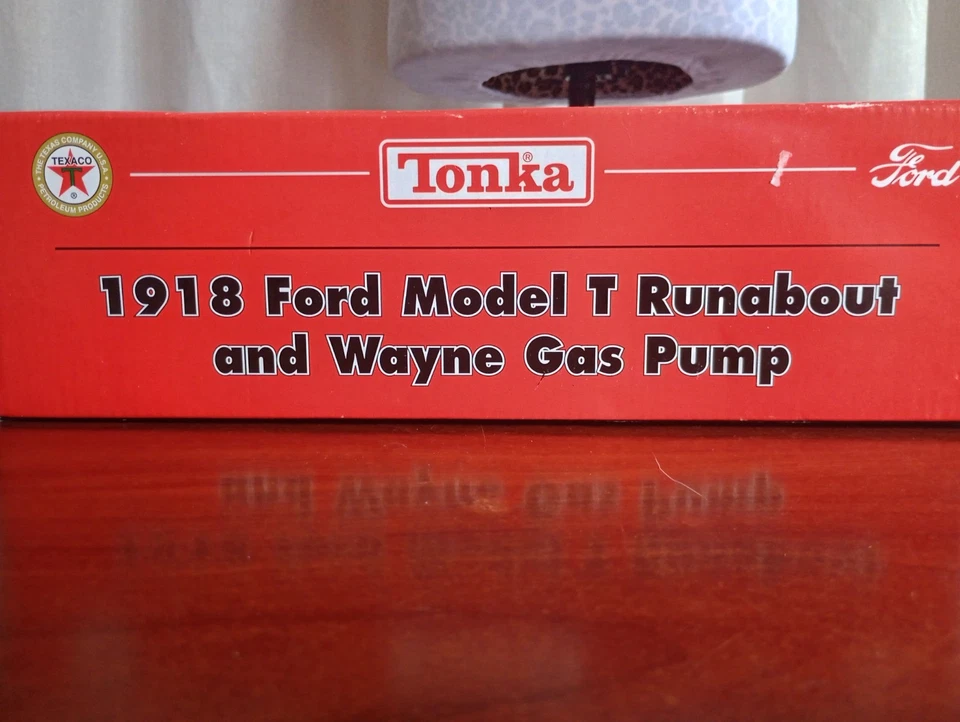 THE TEXAS COMPANY U.S.A.
TEXACO
T
®
PETROLEUM PRODUCTS
Tonka®
Ford
1918 Ford Model T Runabout
and Wayne Gas Pump